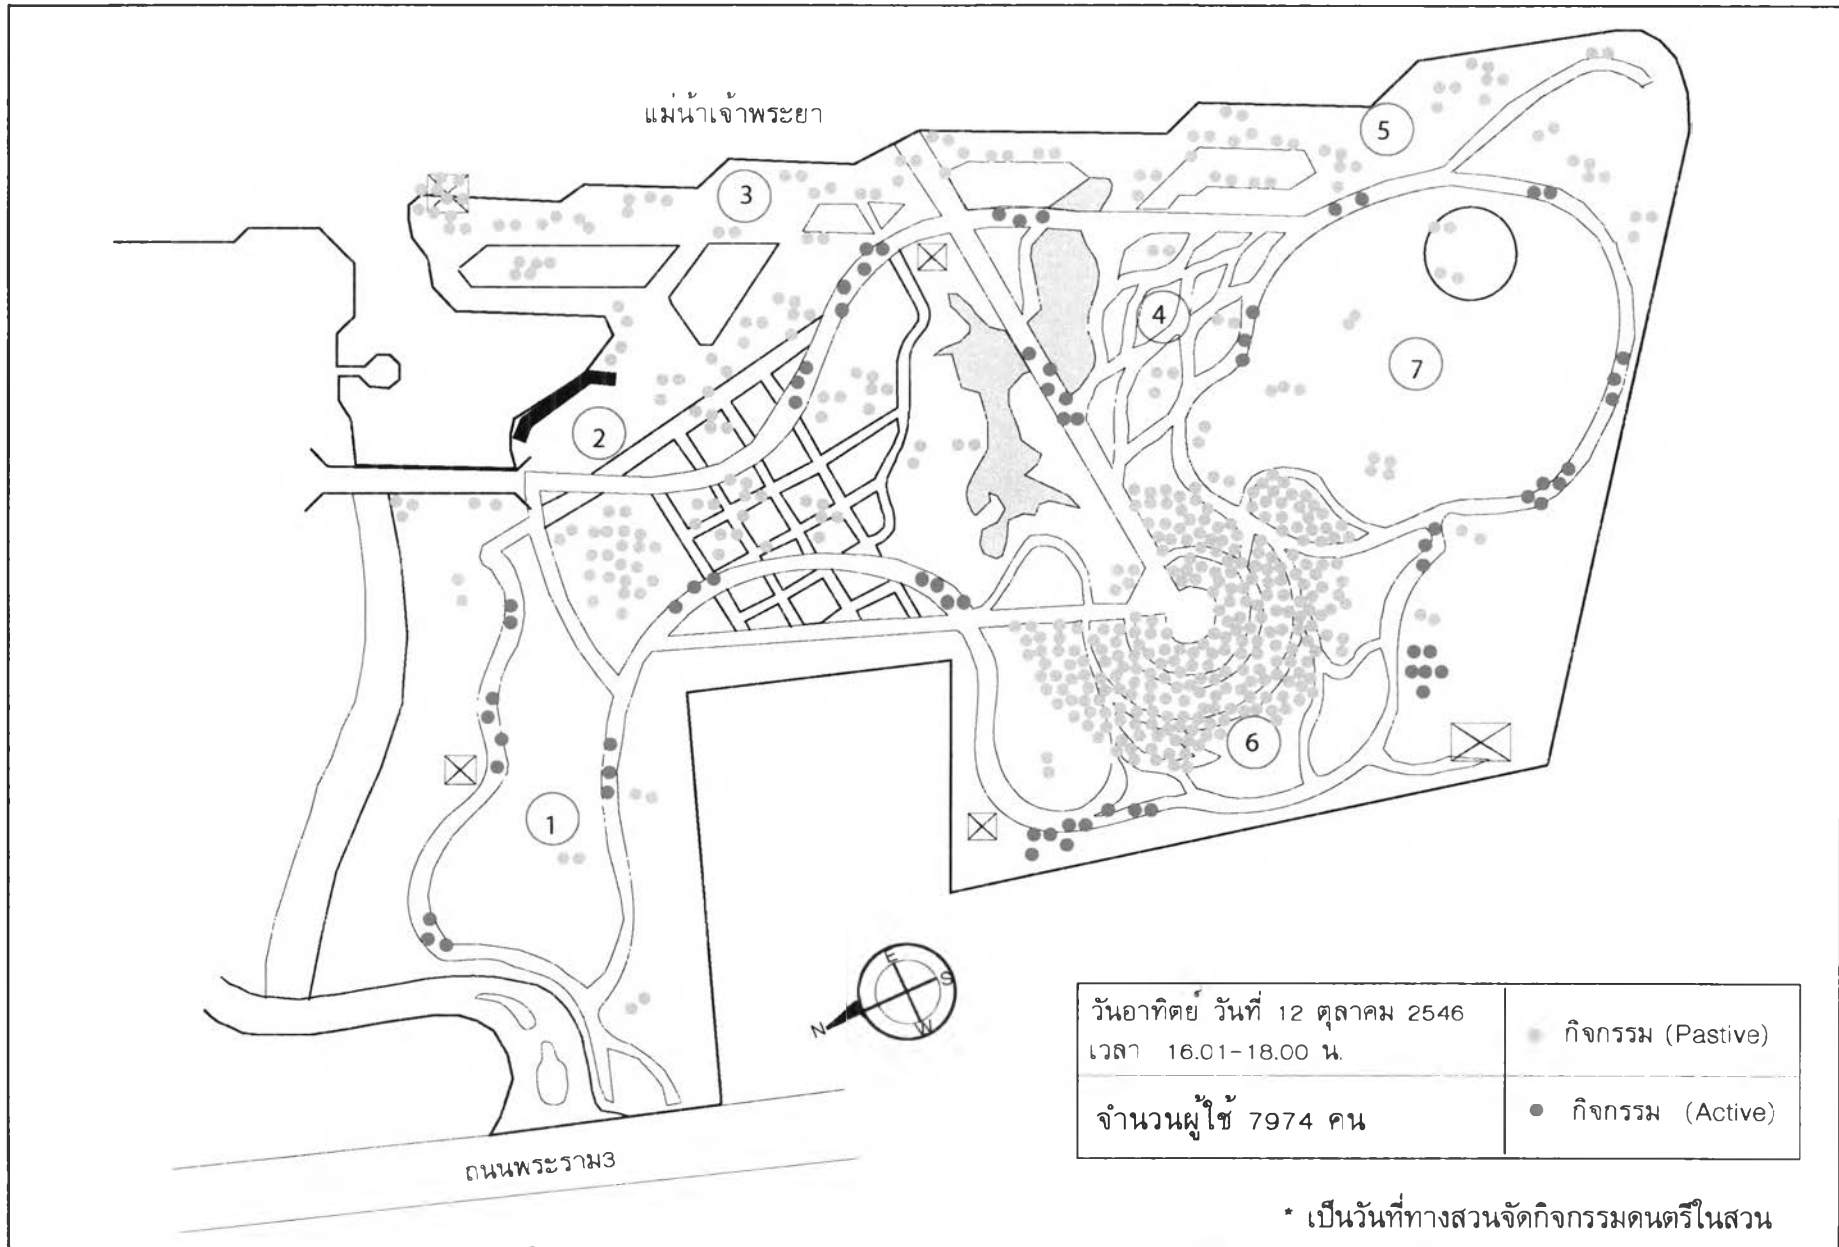 แม่น้ำเจ้าพระยา
5
3
4
7
2
6
1
E
S
N
W
วันอาทิตย์ วันที่ 12 ตุลาคม 2546
เวลา 16.01-18.00 น.
กิจกรรม (Pastive)
จำนวนผู้ใช้ 7974 คน
กิจกรรม (Active)
ถนนพระราม3
* เป็นวันที่ทางสวนจัดกิจกรรมดนตรีในสวน